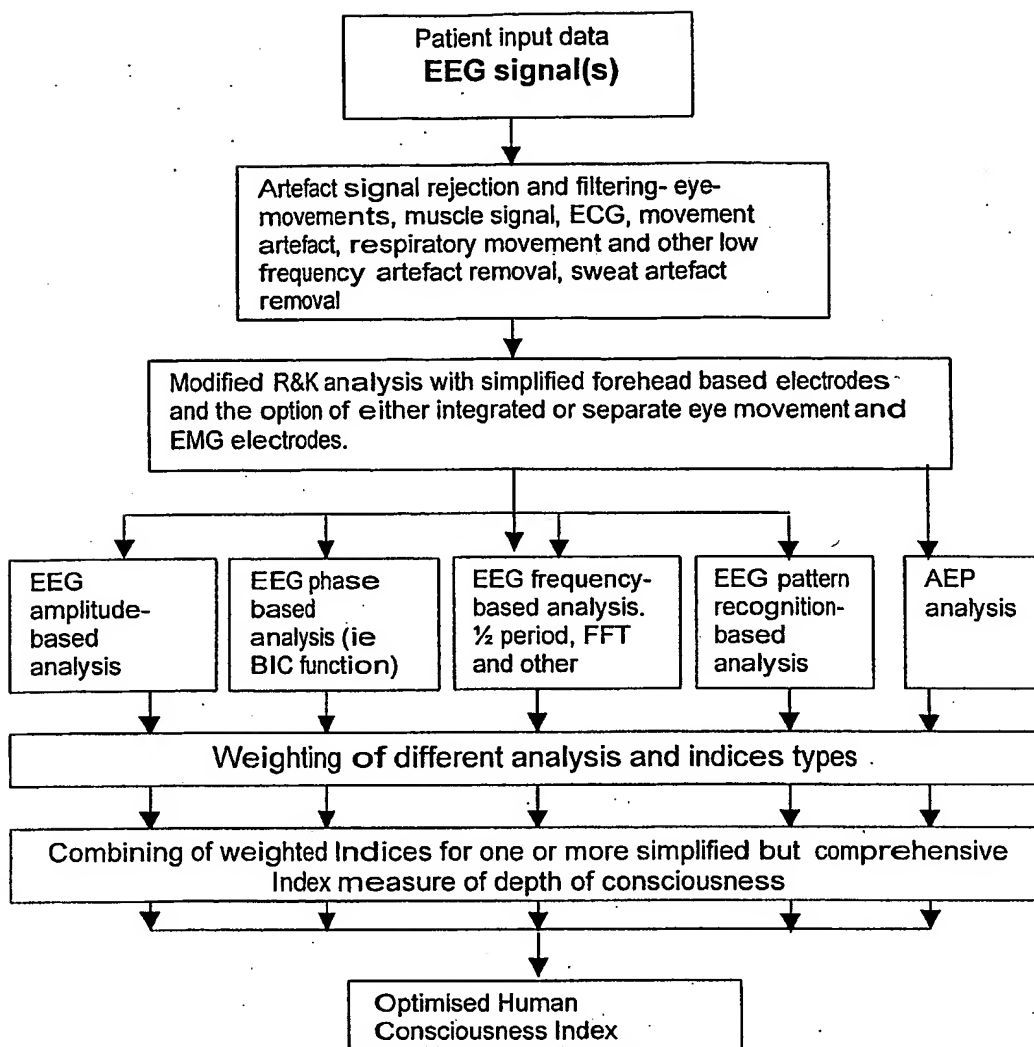 Patient input data
EEG signal(s)
Artefact signal rejection and filtering- eye-
movements, muscle signal, ECG, movement
artefact, respiratory movement and other low
frequency artefact removal, sweat artefact
removal
Modified R&K analysis with simplified forehead based electrodes
and the option of either integrated or separate eye movement and
EMG electrodes.
EEG
amplitude-
based
analysis
EEG phase
based
analysis (ie
BIC function)
EEG frequency-
based analysis.
½ period, FFT
and other
EEG pattern
recognition-
based
analysis
AEP
analysis
Weighting of different analysis and indices types
Combining of weighted Indices for one or more simplified but comprehensive
Index measure of depth of consciousness
Optimised Human
Consciousness Index